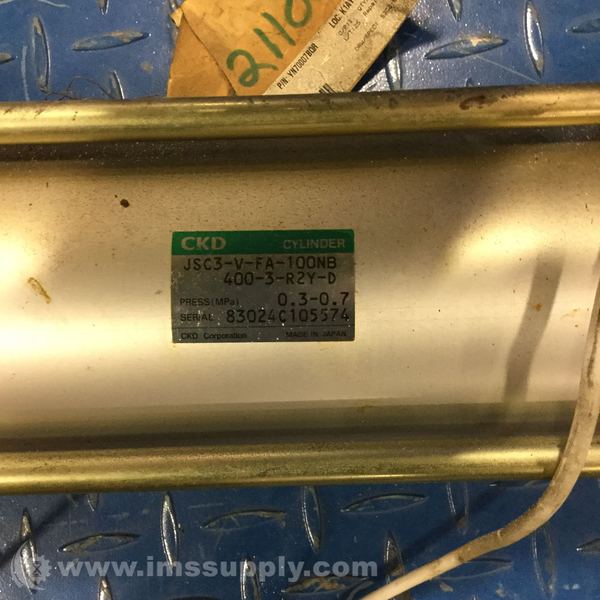 2110
P/N: YN70007BOR
CKD CYLINDER
JSC3-V-FA-100NB
400-3-R2Y-D
PRESS(MPa) 0.3-0.7
SERIAL 83024C105574
CKD Corporation MADE IN JAPAN
www.imssupply.com